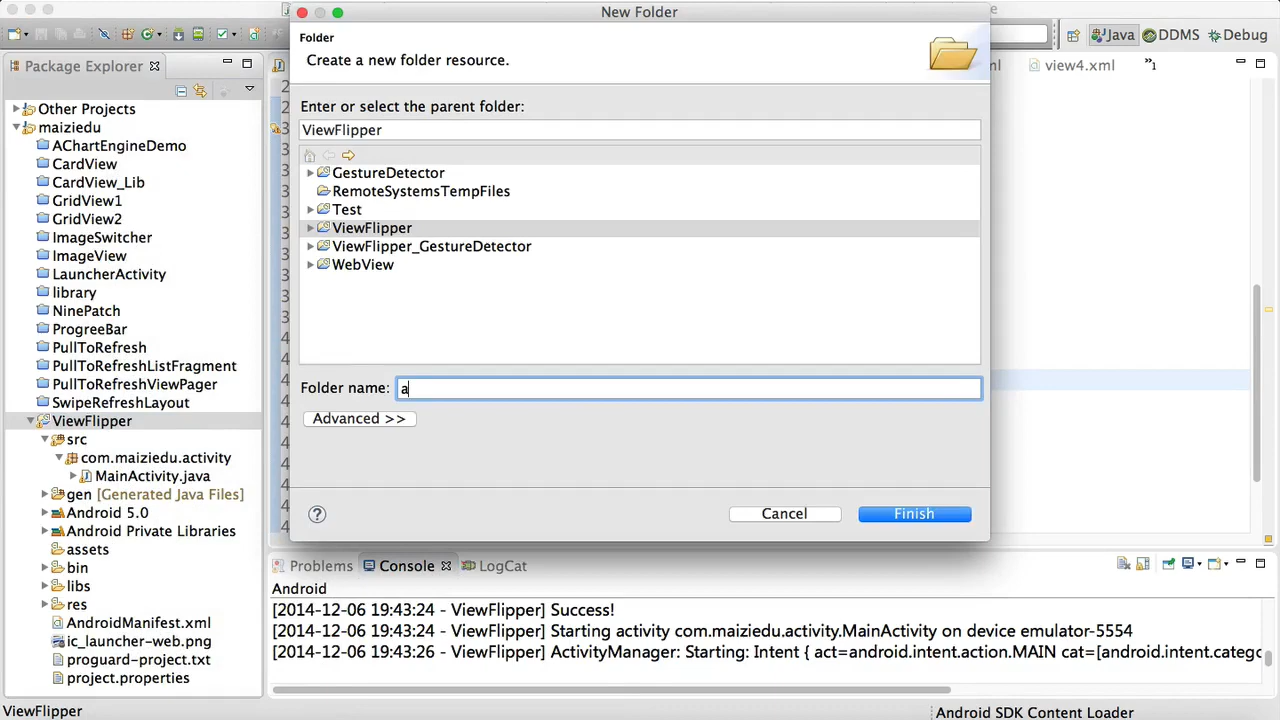 New Folder
Java
DDMS
Debug
Package Explorer
Folder
Create a new folder resource.
ml
view4.xml
»1
Other Projects
maiziedu
AChartEngineDemo
CardView
CardView_Lib
GridView1
GridView2
ImageSwitcher
ImageView
LauncherActivity
library
NinePatch
ProgreeBar
PullToRefresh
PullToRefreshListFragment
PullToRefreshViewPager
SwipeRefreshLayout
ViewFlipper
src
com.maiziedu.activity
MainActivity.java
gen [Generated Java Files]
Android 5.0
Android Private Libraries
assets
bin
libs
res
AndroidManifest.xml
ic_launcher-web.png
proguard-project.txt
project.properties
Enter or select the parent folder:
ViewFlipper
GestureDetector
RemoteSystemsTempFiles
Test
ViewFlipper
ViewFlipper_GestureDetector
WebView
Folder name: a
Advanced >>
Cancel
Finish
Problems
Console
LogCat
Android
[2014-12-06 19:43:24 - ViewFlipper] Success!
[2014-12-06 19:43:24 - ViewFlipper] Starting activity com.maiziedu.activity.MainActivity on device emulator-5554
[2014-12-06 19:43:26 - ViewFlipper] ActivityManager: Starting: Intent { act=android.intent.action.MAIN cat=[android.intent.catego
ViewFlipper
Android SDK Content Loader